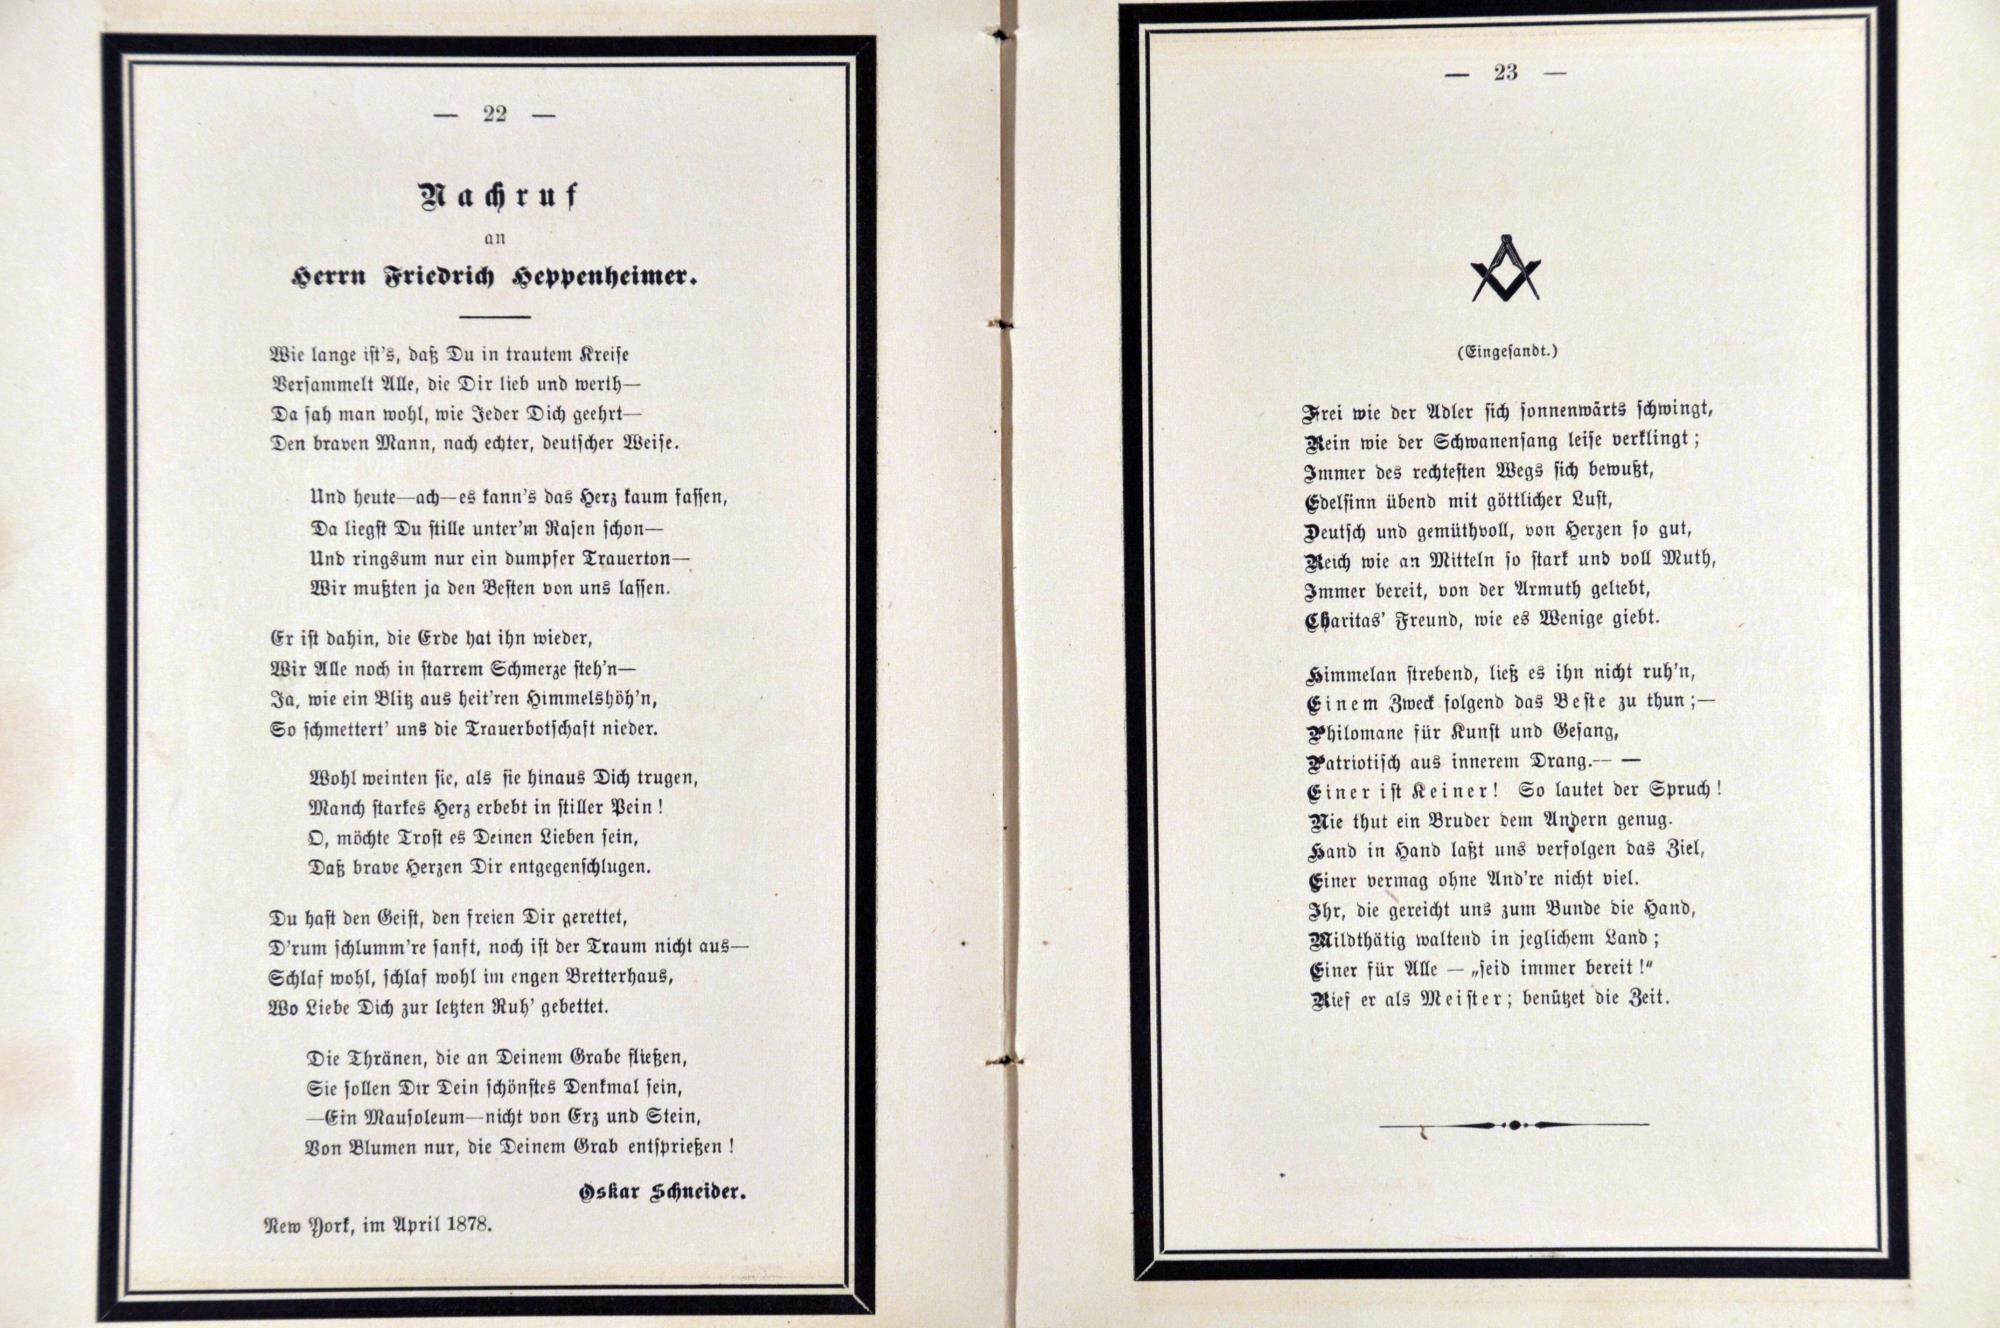 — 22 —
Nachruf
an
Herrn Friedrich Heppenheimer.
Wie lange ist's, daß Du in trautem Kreise
Versammelt Alle, die Dir lieb und werth—
Da sah man wohl, wie Jeder Dich geehrt—
Den braven Mann, nach echter, deutscher Weise.
Und heute—ach—es kann's das Herz kaum fassen,
Da liegst Du stille unter'm Rasen schon—
Und ringsum nur ein dumpfer Trauerton—
Wir mußten ja den Besten von uns lassen.
Er ist dahin, die Erde hat ihn wieder,
Wir Alle noch in starrem Schmerze steh'n—
Ja, wie ein Blitz aus heit'ren Himmelshöh'n,
So schmettert' uns die Trauerbotschaft nieder.
Wohl weinten sie, als sie hinaus Dich trugen,
Manch starkes Herz erbebt in stiller Pein!
O, möchte Trost es Deinen Lieben sein,
Daß brave Herzen Dir entgegenschlugen.
Du hast den Geist, den freien Dir gerettet,
D'rum schlumm're sanft, noch ist der Traum nicht aus—
Schlaf wohl, schlaf wohl im engen Bretterhaus,
Wo Liebe Dich zur letzten Ruh' gebettet.
Die Thränen, die an Deinem Grabe fließen,
Sie sollen Dir Dein schönstes Denkmal sein,
—Ein Mausoleum—nicht von Erz und Stein,
Von Blumen nur, die Deinem Grab entsprießen!
Oskar Schneider.
New York, im April 1878.
— 23 —
(Eingesandt.)
Frei wie der Adler sich sonnenwärts schwingt,
Rein wie der Schwanensang leise verklingt;
Immer des rechtesten Wegs sich bewußt,
Edelsinn übend mit göttlicher Lust,
Deutsch und gemüthvoll, von Herzen so gut,
Reich wie an Mitteln so stark und voll Muth,
Immer bereit, von der Armuth geliebt,
Charitas' Freund, wie es Wenige giebt.
Himmelan strebend, ließ es ihn nicht ruh'n,
Einem Zweck folgend das Beste zu thun;—
Philomane für Kunst und Gesang,
Patriotisch aus innerem Drang.— —
Einer ist Keiner! So lautet der Spruch!
Nie thut ein Bruder dem Andern genug.
Hand in Hand laßt uns verfolgen das Ziel,
Einer vermag ohne And're nicht viel.
Ihr, die gereicht uns zum Bunde die Hand,
Mildthätig waltend in jeglichem Land;
Einer für Alle — „seid immer bereit!“
Rief er als Meister; benützet die Zeit.